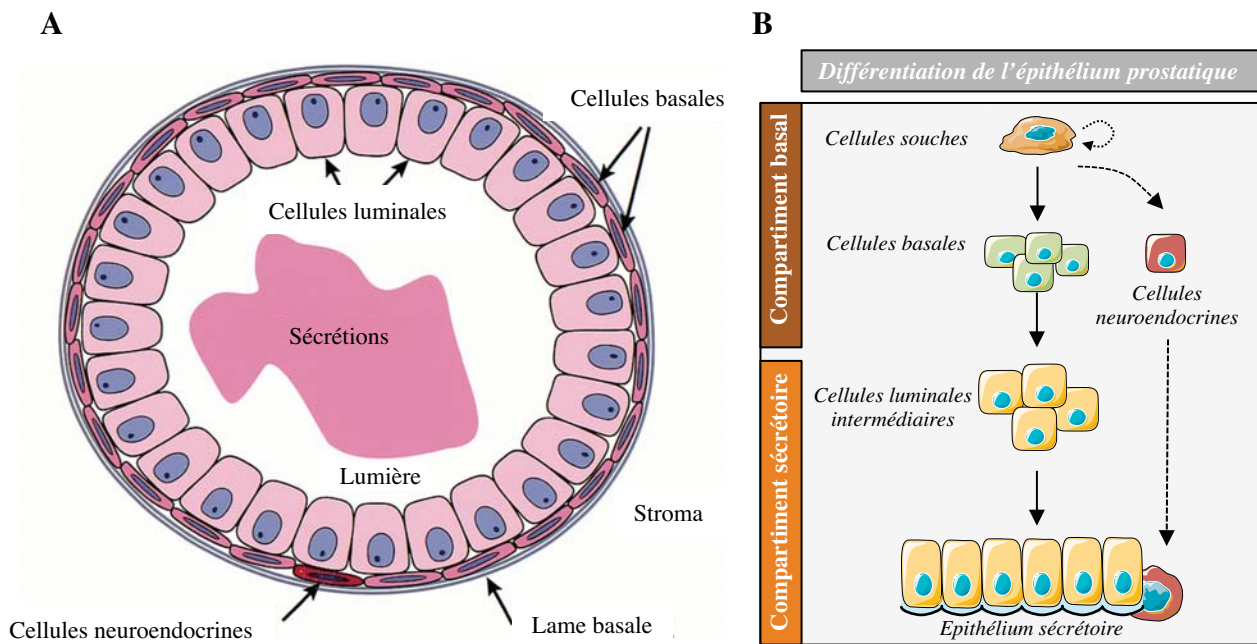 A
Cellules basales
Cellules luminales
Sécrétions
Lumière
Stroma
Cellules neuroendocrines
Lame basale
B
Différentiation de l'épithélium prostatique
Compartiment basal
Cellules souches
Cellules basales
Cellules
neuroendocrines
Compartiment sécrétoire
Cellules luminales
intermédiaires
Epithélium sécrétoire